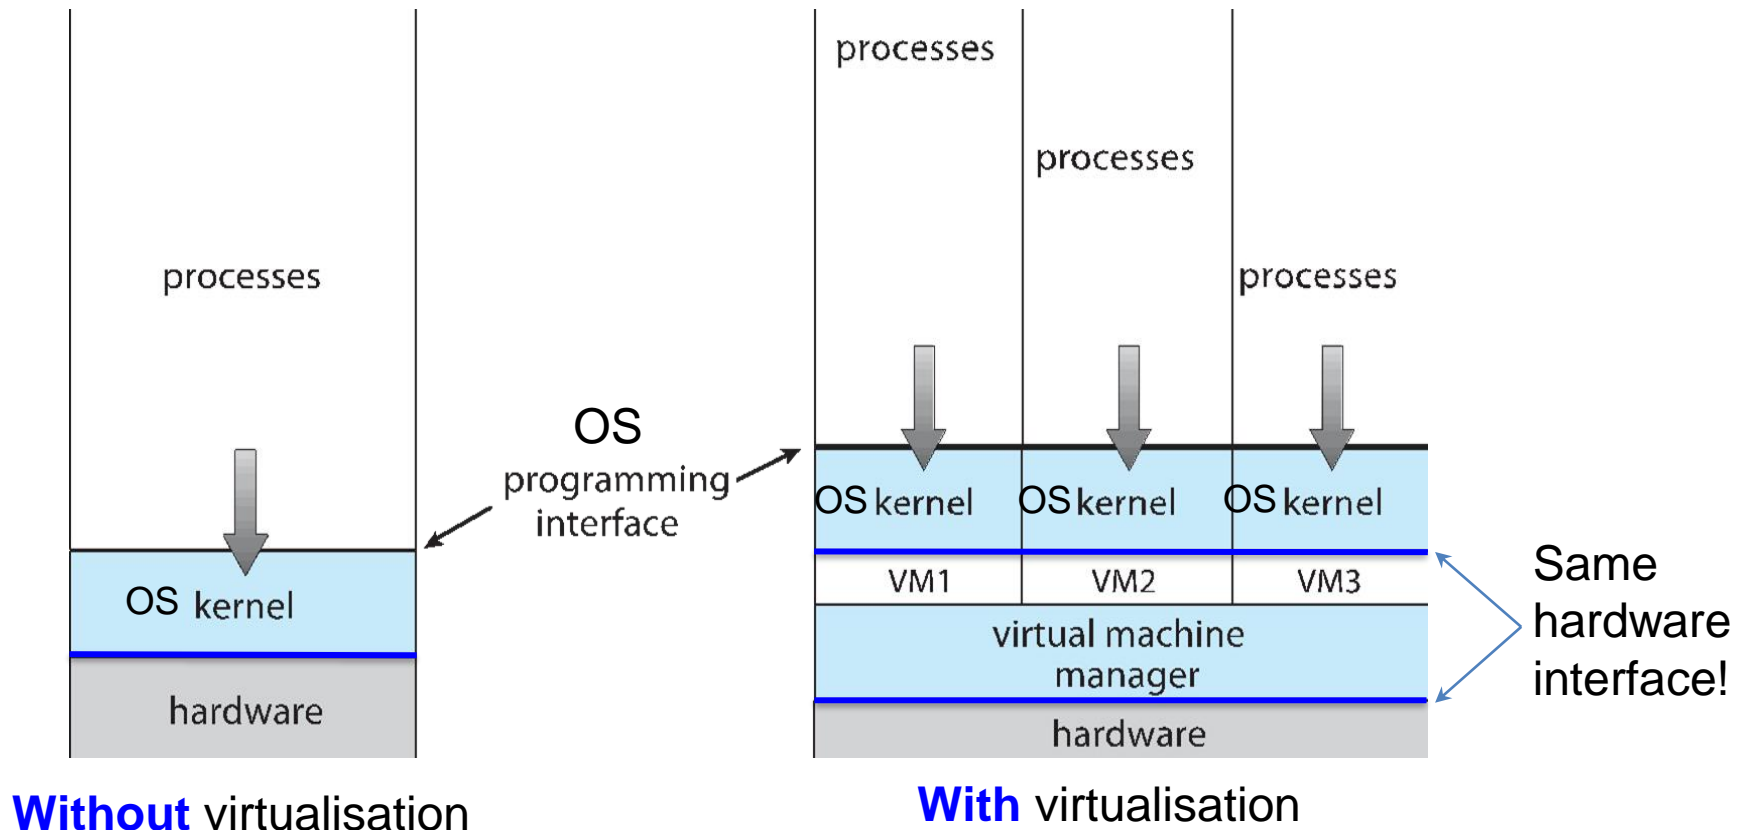 processes
OS kernel
hardware
Without virtualisation
OS
programming
interface
processes
processes
processes
OS kernel
OS kernel
OS kernel
VM1
VM2
VM3
virtual machine
manager
hardware
With virtualisation
Same
hardware
interface!